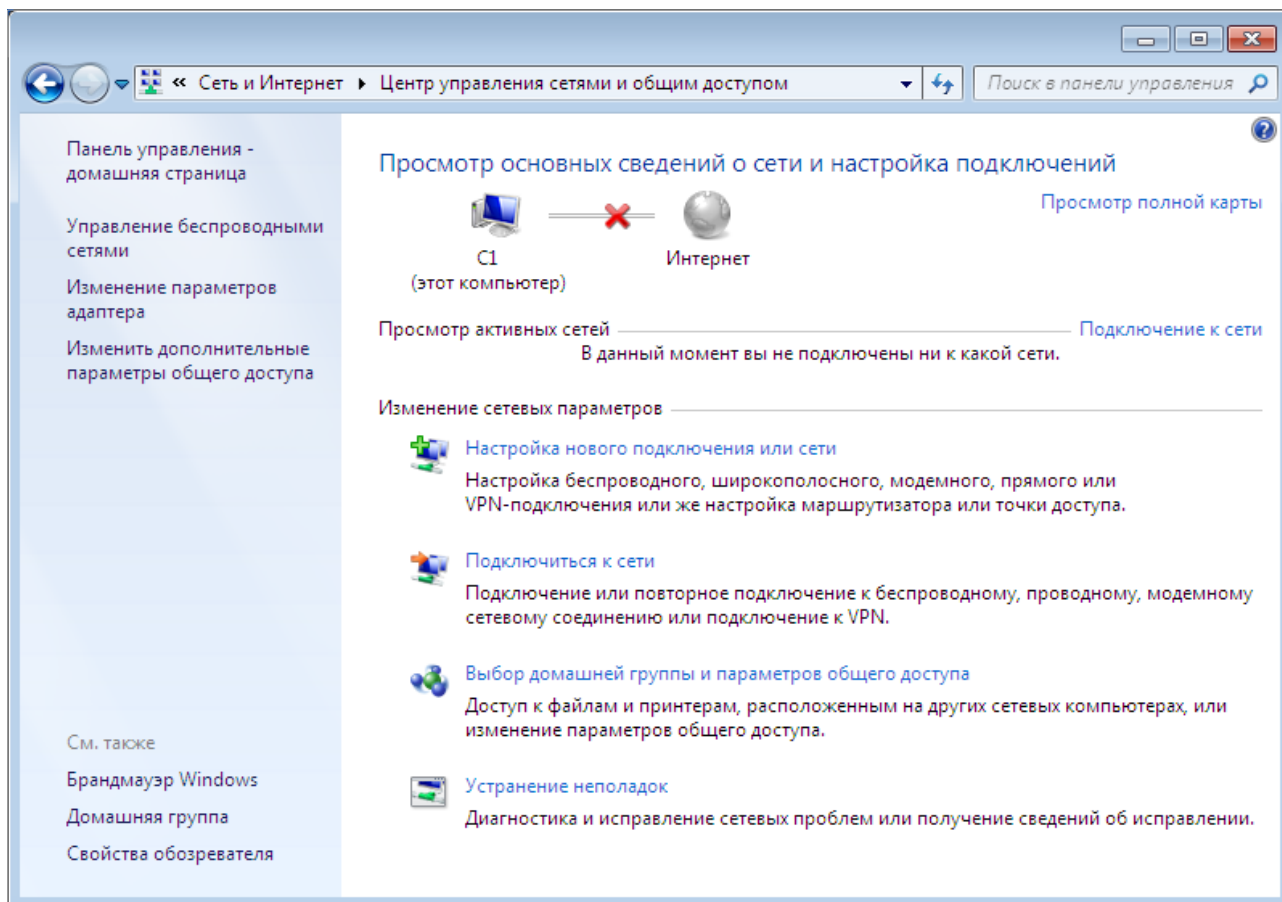 « Сеть и Интернет ▸ Центр управления сетями и общим доступом
Поиск в панели управления
Панель управления -
домашняя страница
Управление беспроводными
сетями
Изменение параметров
адаптера
Изменить дополнительные
параметры общего доступа
См. также
Брандмауэр Windows
Домашняя группа
Свойства обозревателя
Просмотр основных сведений о сети и настройка подключений
Просмотр полной карты
C1
(этот компьютер)
Интернет
Просмотр активных сетей
Подключение к сети
В данный момент вы не подключены ни к какой сети.
Изменение сетевых параметров
Настройка нового подключения или сети
Настройка беспроводного, широкополосного, модемного, прямого или
VPN-подключения или же настройка маршрутизатора или точки доступа.
Подключиться к сети
Подключение или повторное подключение к беспроводному, проводному, модемному
сетевому соединению или подключение к VPN.
Выбор домашней группы и параметров общего доступа
Доступ к файлам и принтерам, расположенным на других сетевых компьютерах, или
изменение параметров общего доступа.
Устранение неполадок
Диагностика и исправление сетевых проблем или получение сведений об исправлении.